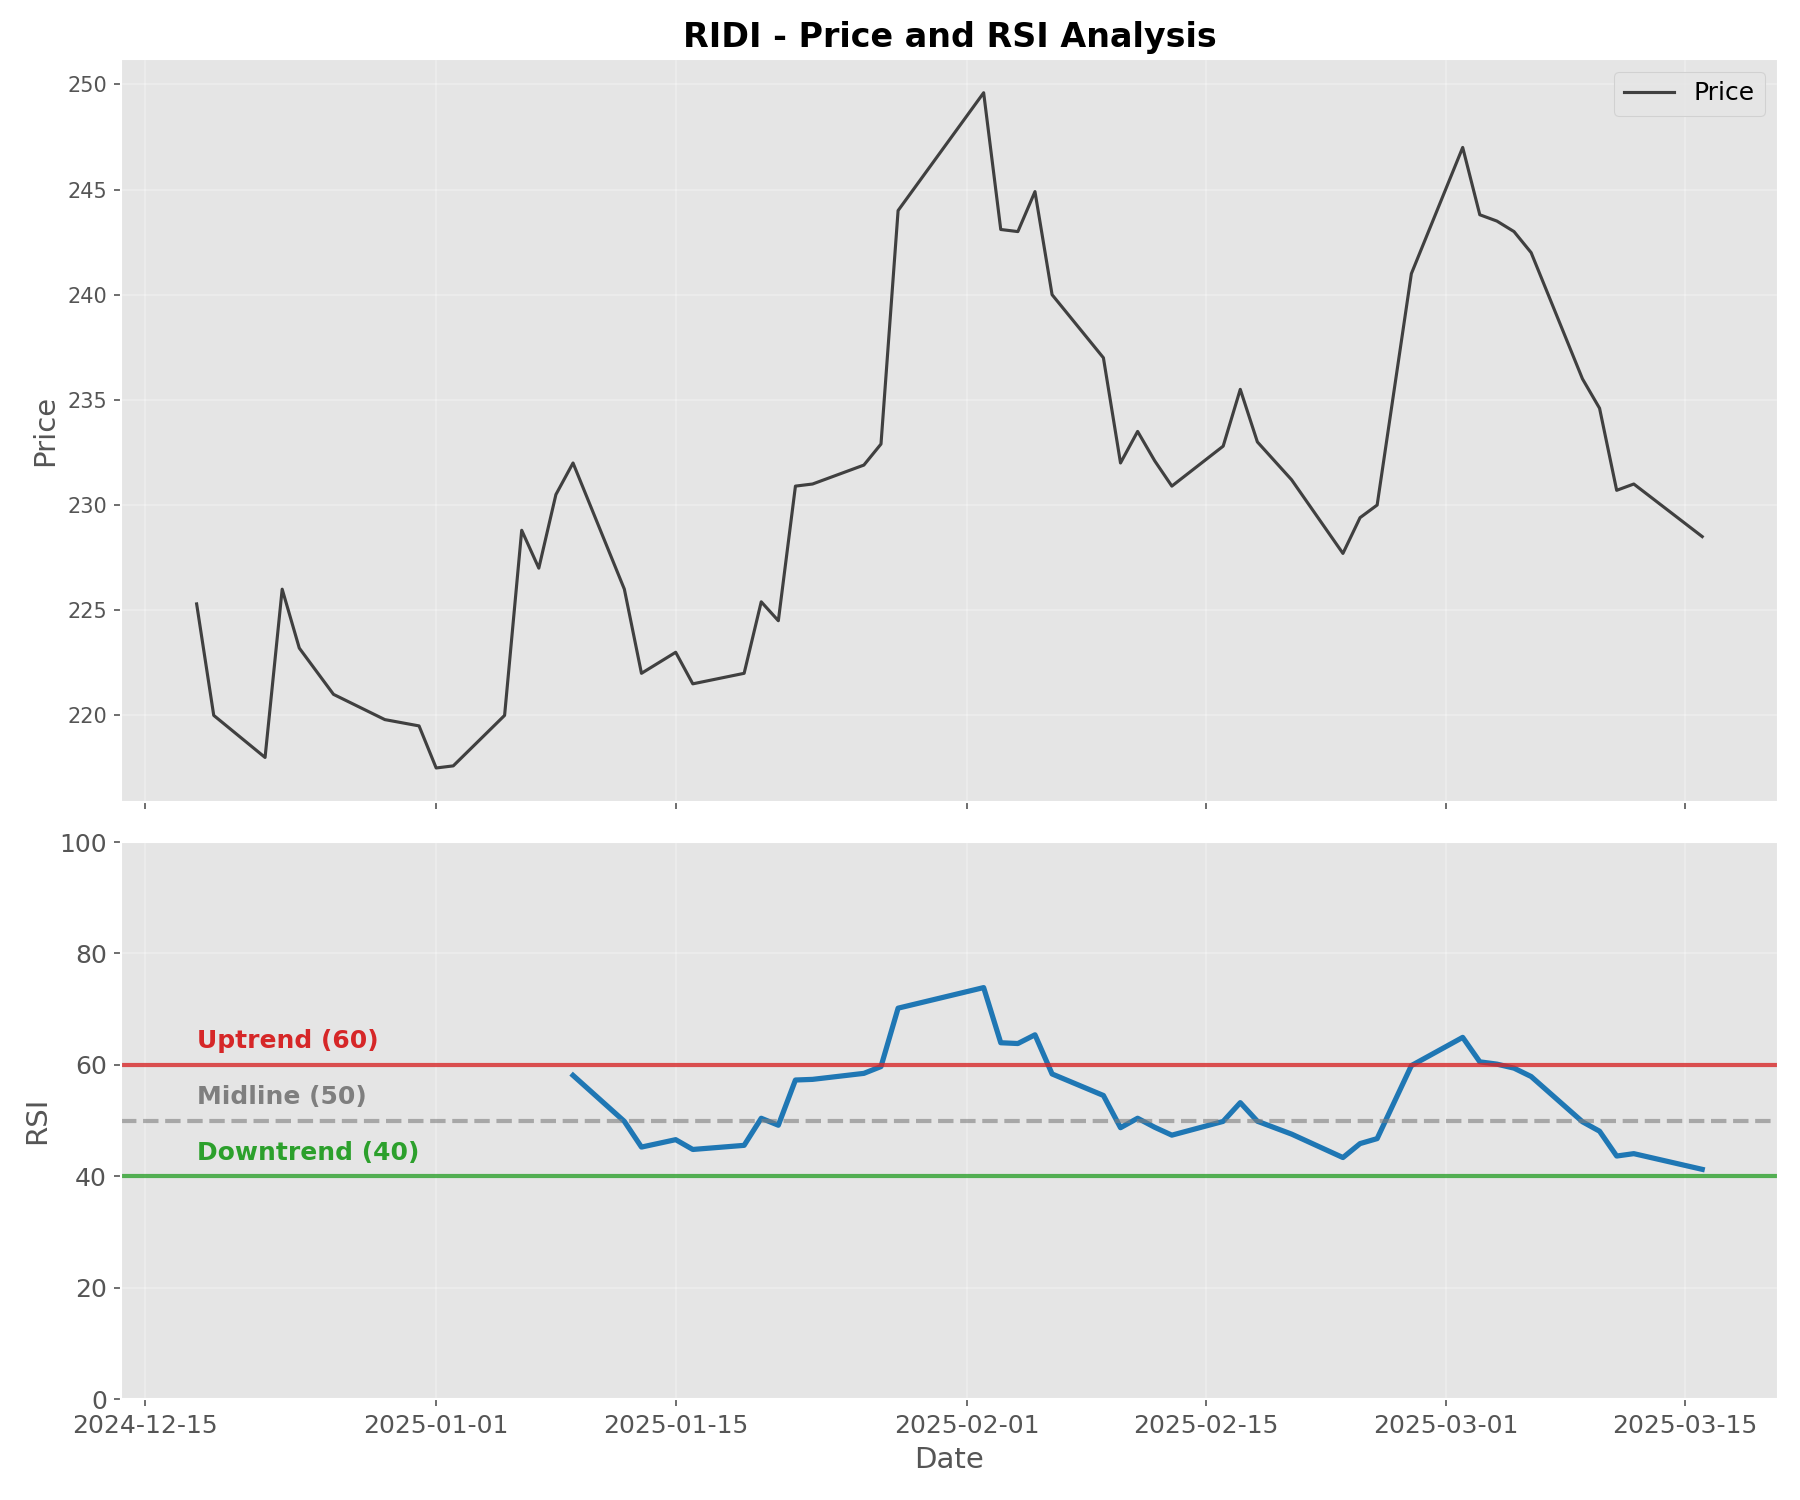 RIDI - Price and RSI Analysis
Price
250
245
240
235
230
225
220
Price
100
80
60
40
20
0
RSI
Uptrend (60)
Midline (50)
Downtrend (40)
2024-12-15
2025-01-01
2025-01-15
2025-02-01
2025-02-15
2025-03-01
2025-03-15
Date